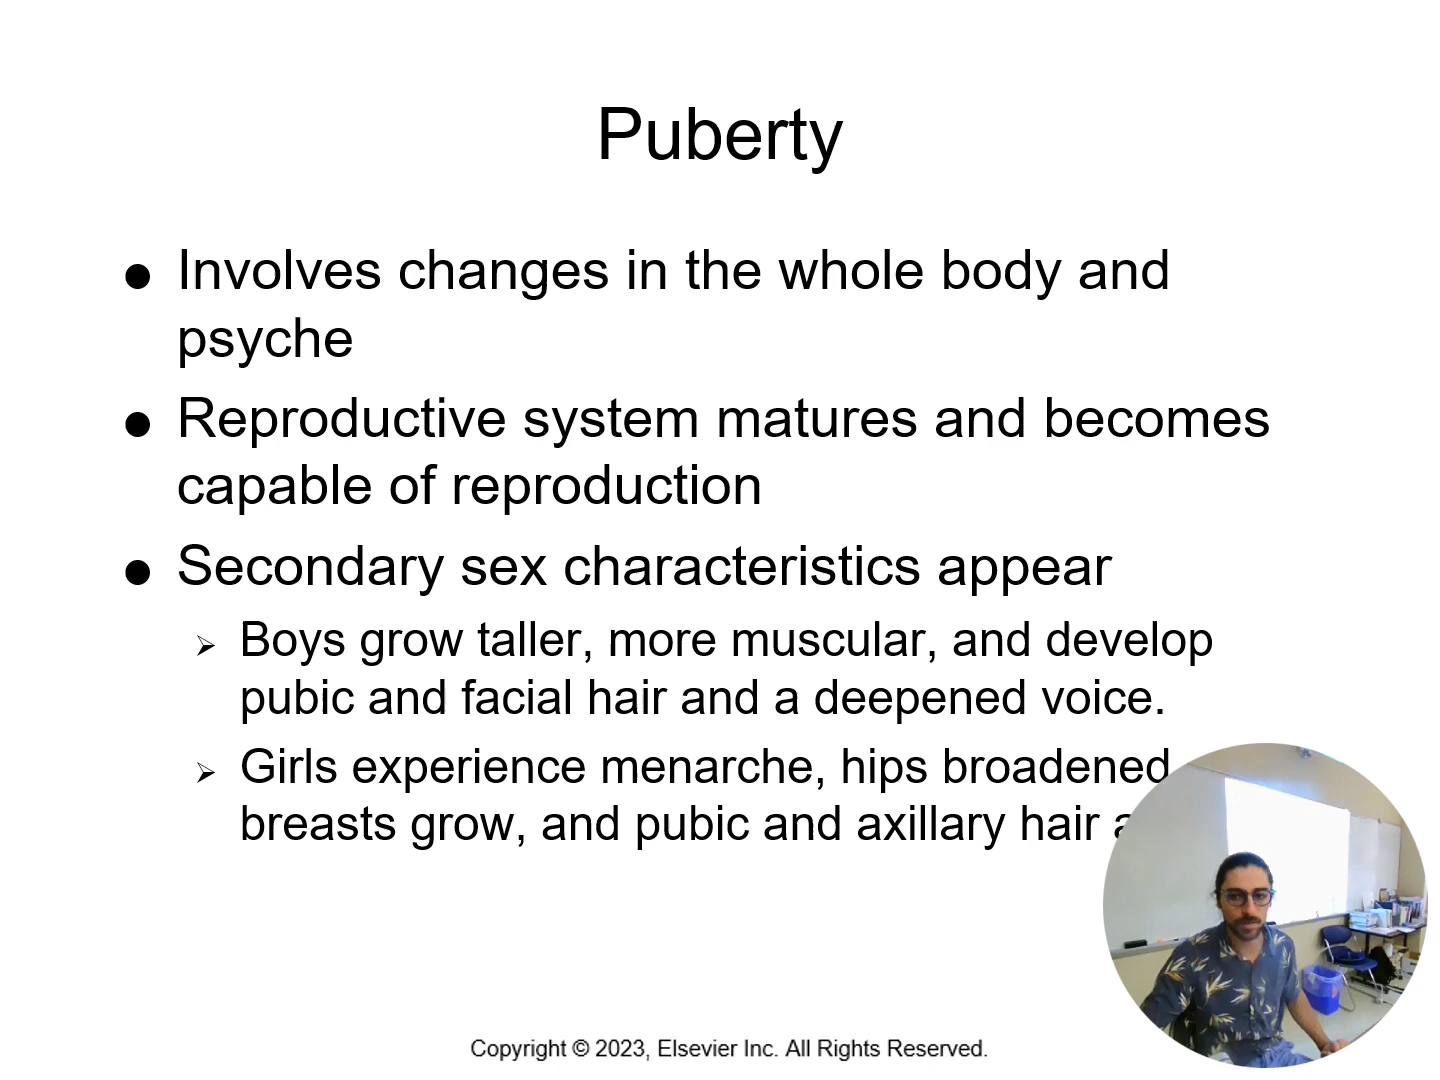 Puberty
● Involves changes in the whole body and
psyche
● Reproductive system matures and becomes
capable of reproduction
● Secondary sex characteristics appear
➢ Boys grow taller, more muscular, and develop
pubic and facial hair and a deepened voice.
➢ Girls experience menarche, hips broadened
breasts grow, and pubic and axillary hair
Copyright © 2023, Elsevier Inc. All Rights Reserved.